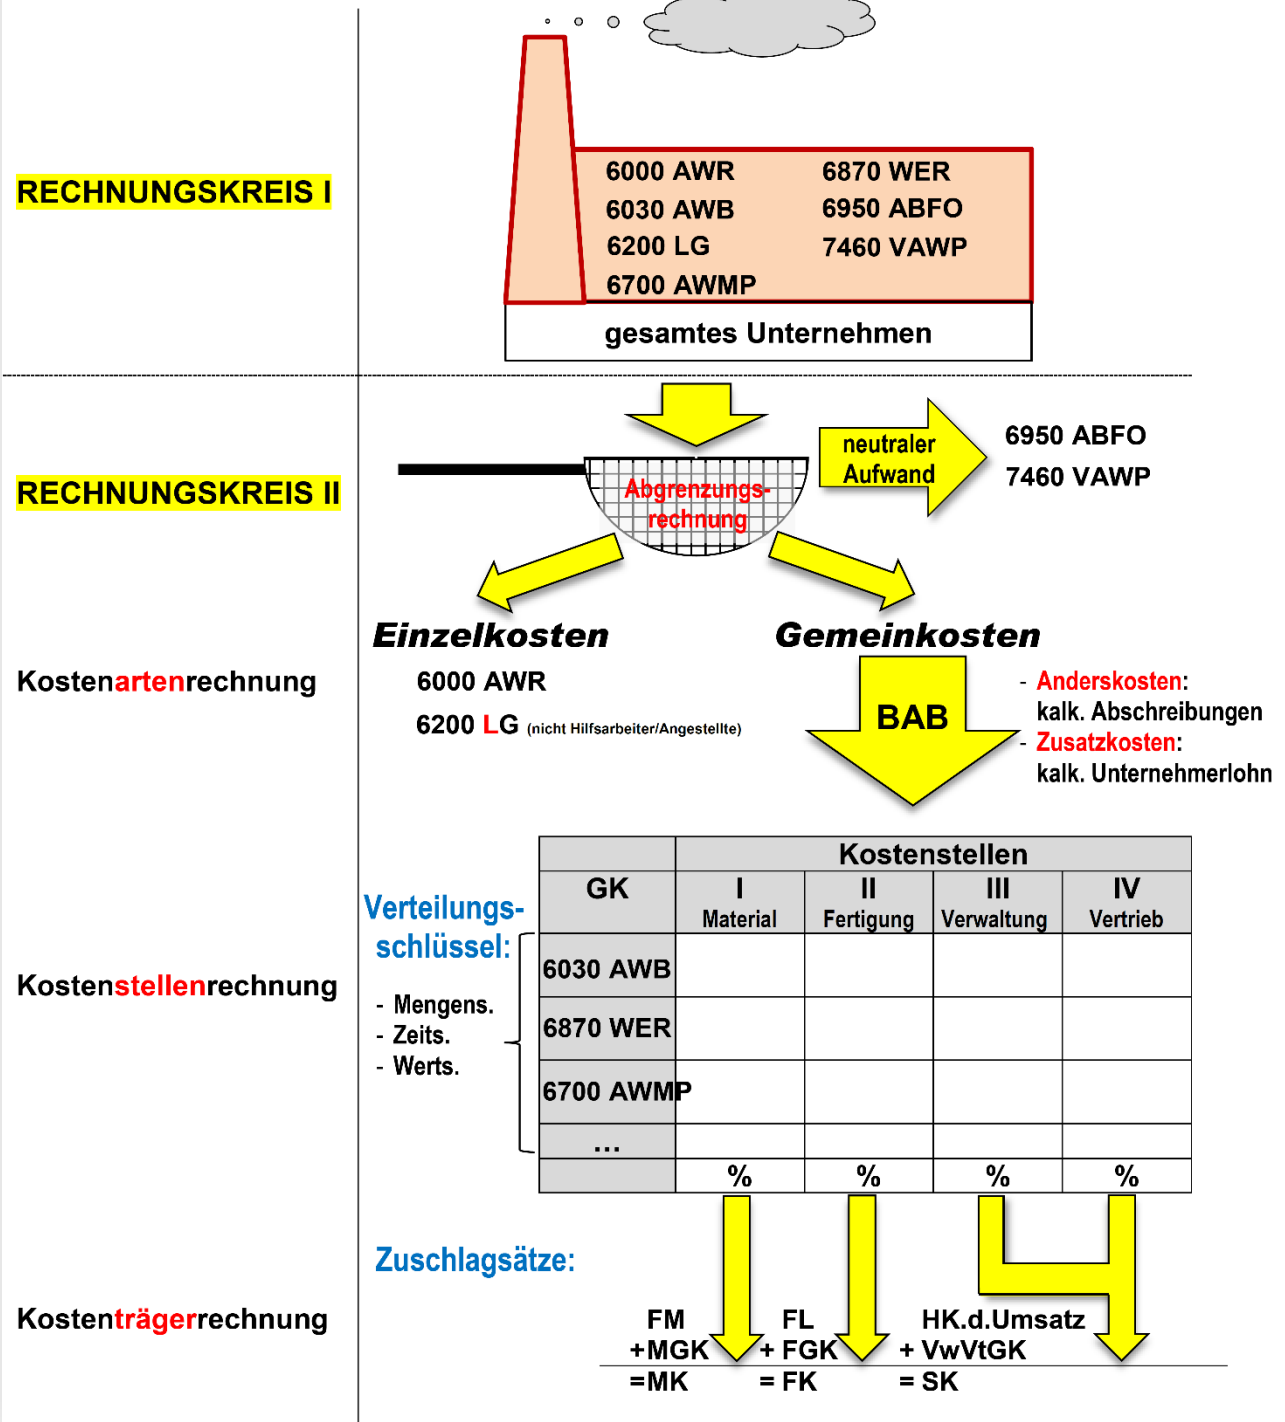 RECHNUNGSKREIS I
6000 AWR
6870 WER
6030 AWB
6950 ABFO
6200 LG
7460 VAWP
6700 AWMP
gesamtes Unternehmen
RECHNUNGSKREIS II
Abgrenzungs-
rechnung
neutraler
Aufwand
6950 ABFO
7460 VAWP
Kostenartenrechnung
Einzelkosten
6000 AWR
6200 LG (nicht Hilfsarbeiter/Angestellte)
Gemeinkosten
BAB
- Anderskosten:
kalk. Abschreibungen
- Zusatzkosten:
kalk. Unternehmerlohn
Kostenstellenrechnung
Verteilungs-
schlüssel:
- Mengens.
- Zeits.
- Werts.
Kostenstellen
GK
I
II
III
IV
Material
Fertigung
Verwaltung
Vertrieb
6030 AWB
6870 WER
6700 AWMP
...
% % % %
Kostenträgerrechnung
Zuschlagsätze:
FM
+MGK
=MK
FL
+ FGK
= FK
HK.d.Umsatz
+ VwVtGK
= SK